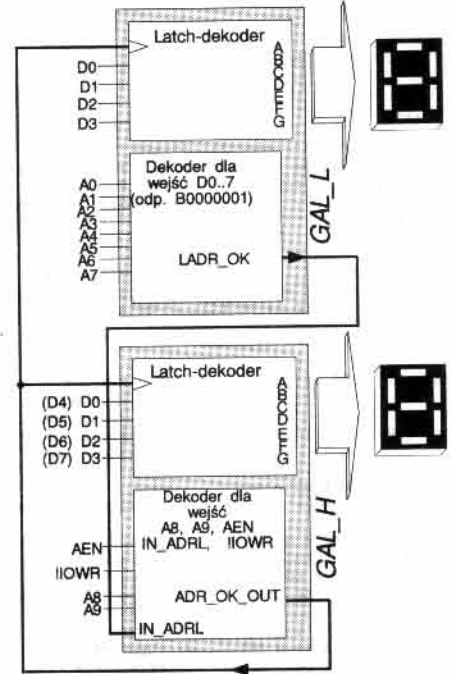 Latch-dekoder
A
B
C
D
E
F
G
D0
D1
D2
D3
Dekoder dla
wejść D0..7
(odp. B0000001)
A0
A1
A2
A3
A4
A5
A6
A7
LADR_OK
GAL_L
Latch-dekoder
A
B
C
D
E
F
G
(D4) D0
(D5) D1
(D6) D2
(D7) D3
Dekoder dla
wejść
A8, A9, AEN
IN_ADRL, !IOWR
AEN
!IOWR
A8
A9
ADR_OK_OUT
IN_ADRL
GAL_H